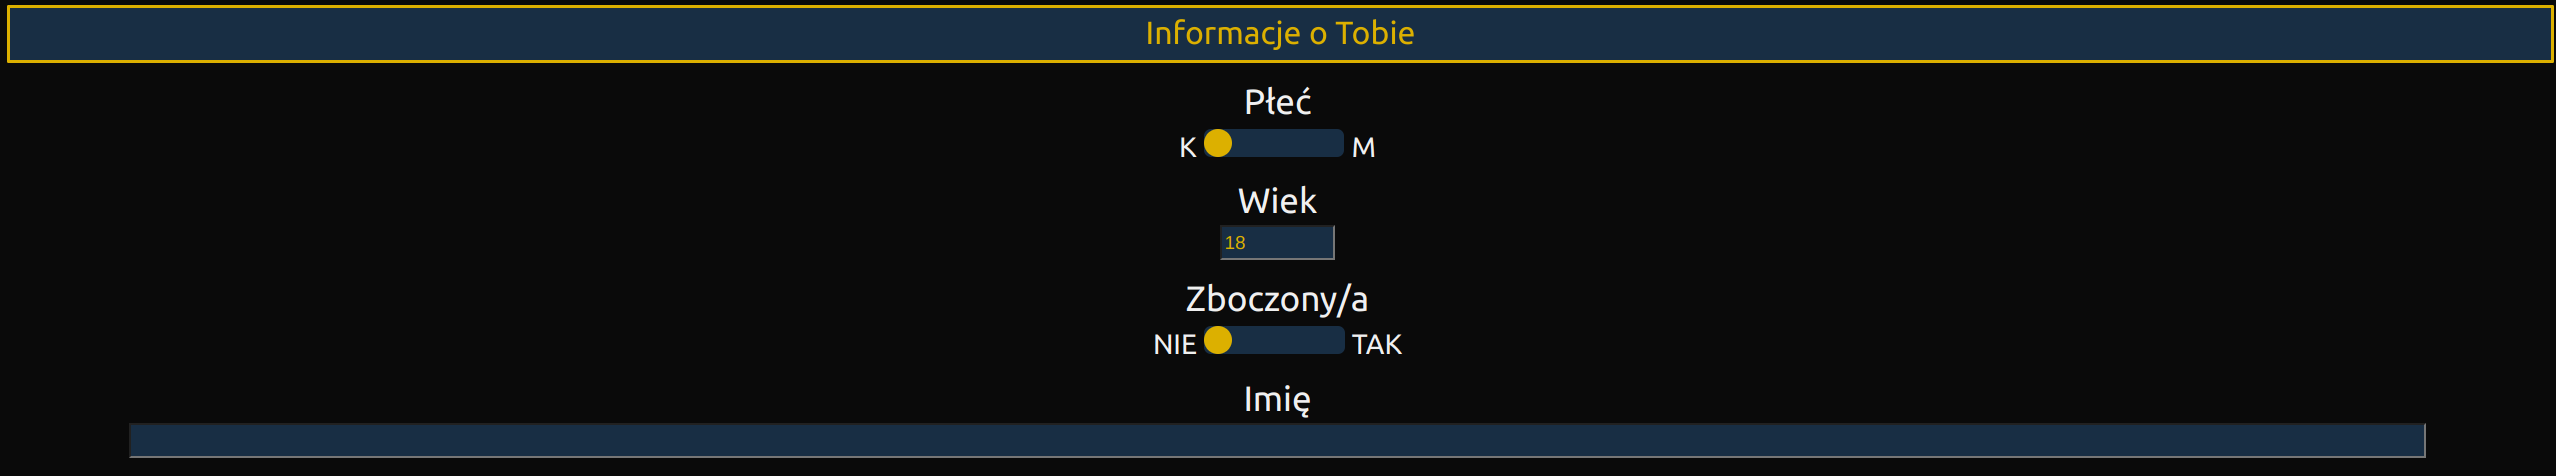 Informacje o Tobie
Płeć
K M
Wiek
18
Zboczony/a
NIE TAK
Imię